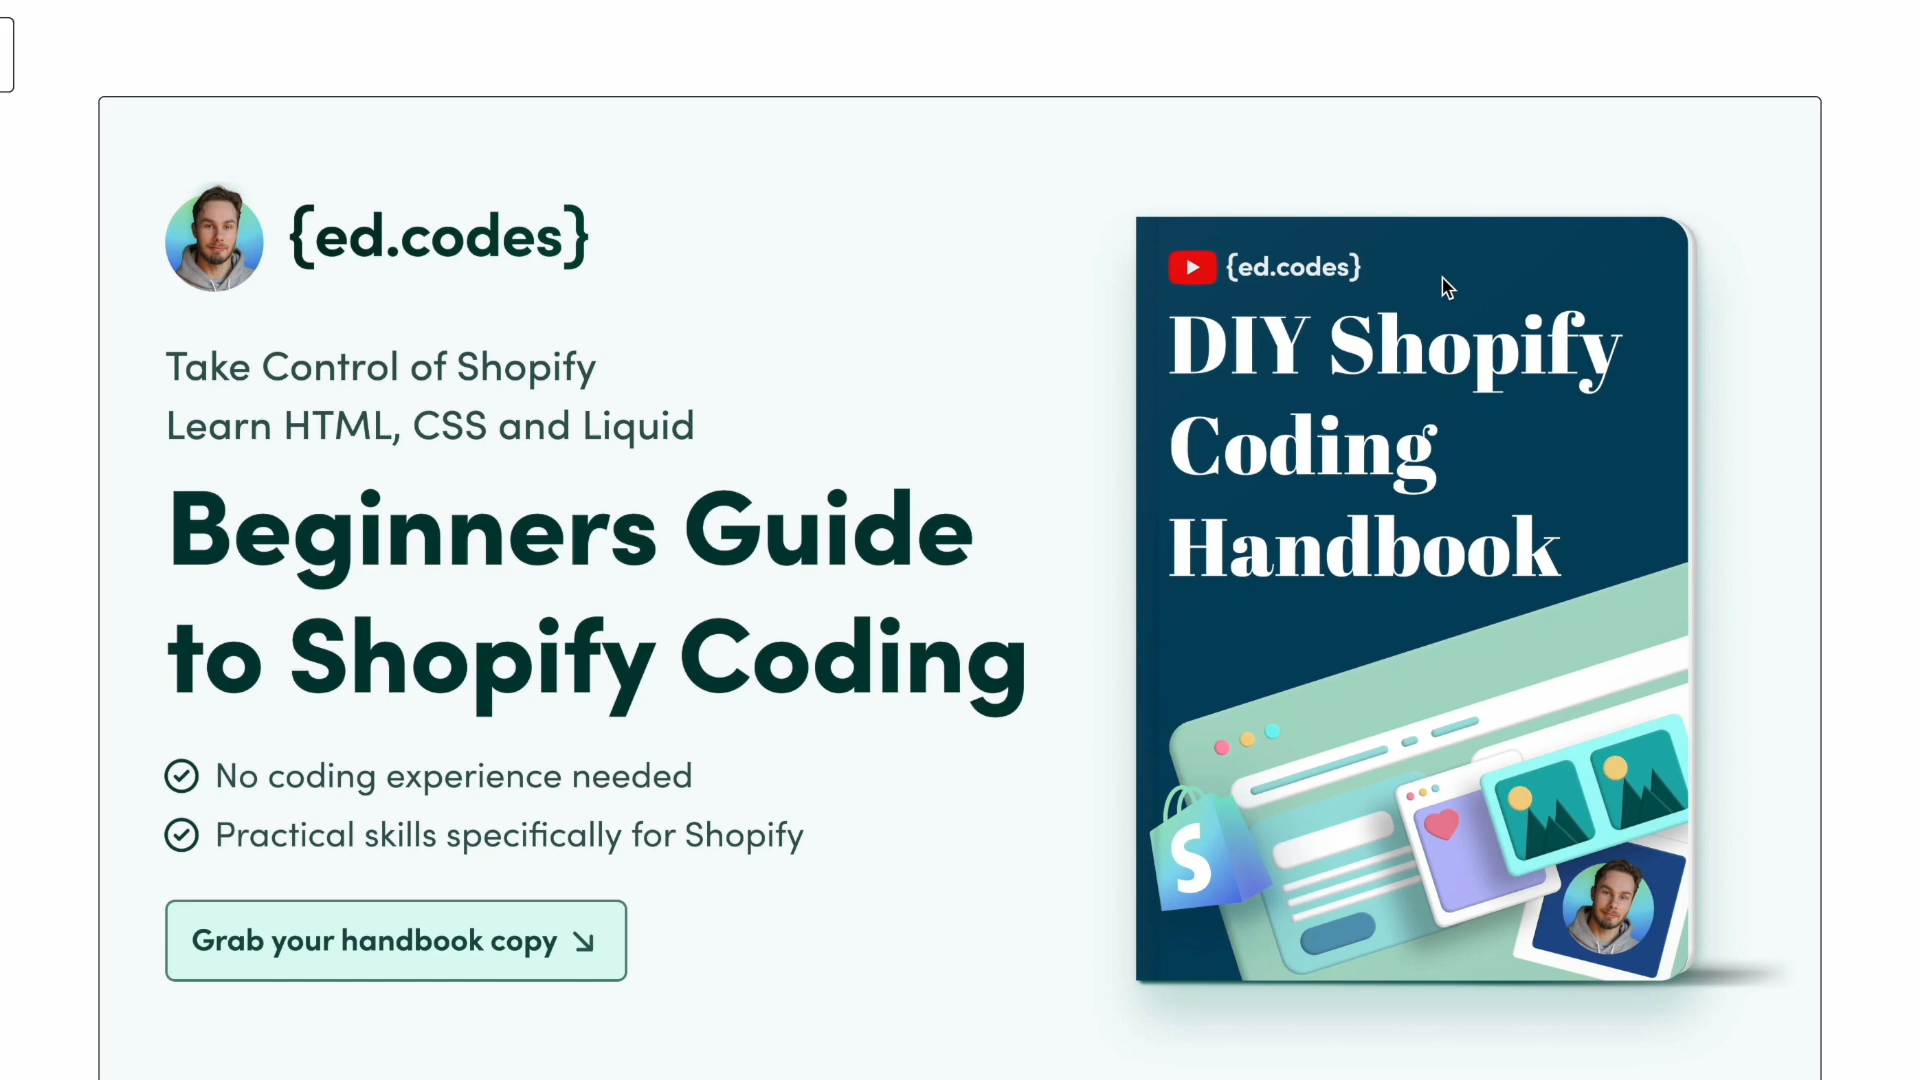 {ed.codes}
Take Control of Shopify
Learn HTML, CSS and Liquid
Beginners Guide
to Shopify Coding
No coding experience needed
Practical skills specifically for Shopify
Grab your handbook copy
{ed.codes}
DIY Shopify
Coding
Handbook
S